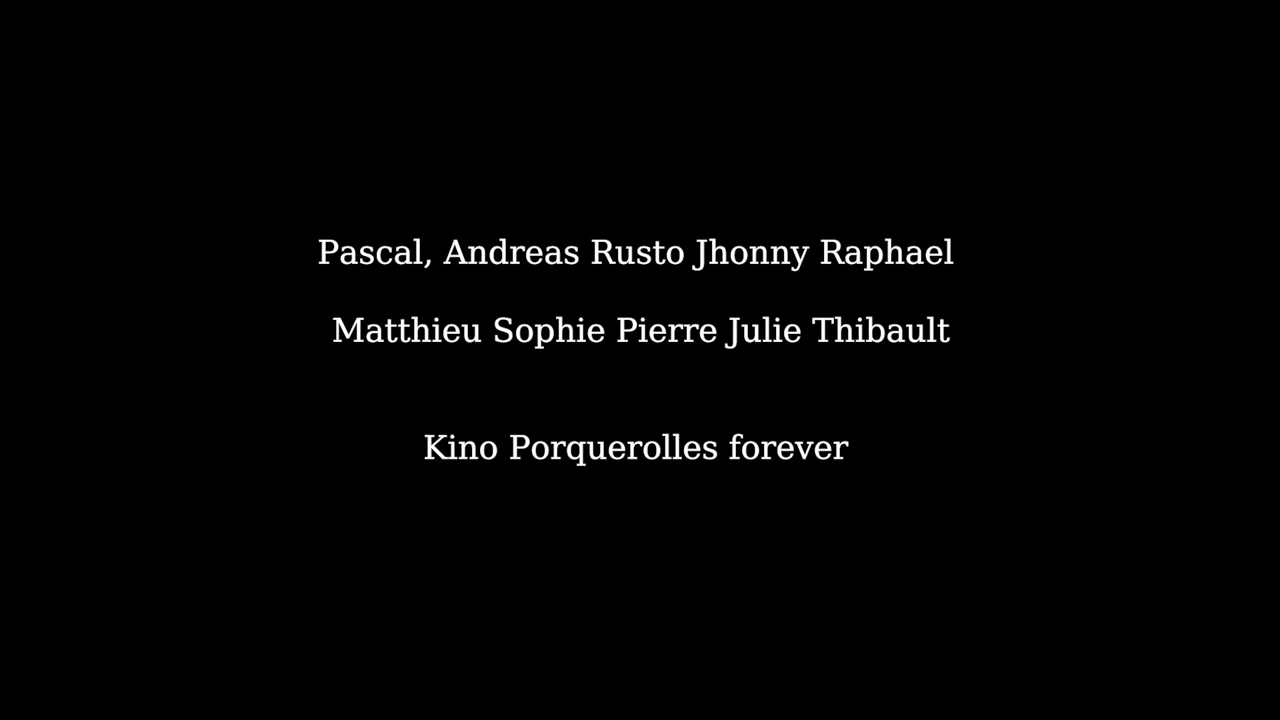 Pascal, Andreas Rusto Jhonny Raphael
Matthieu Sophie Pierre Julie Thibault
Kino Porquerolles forever